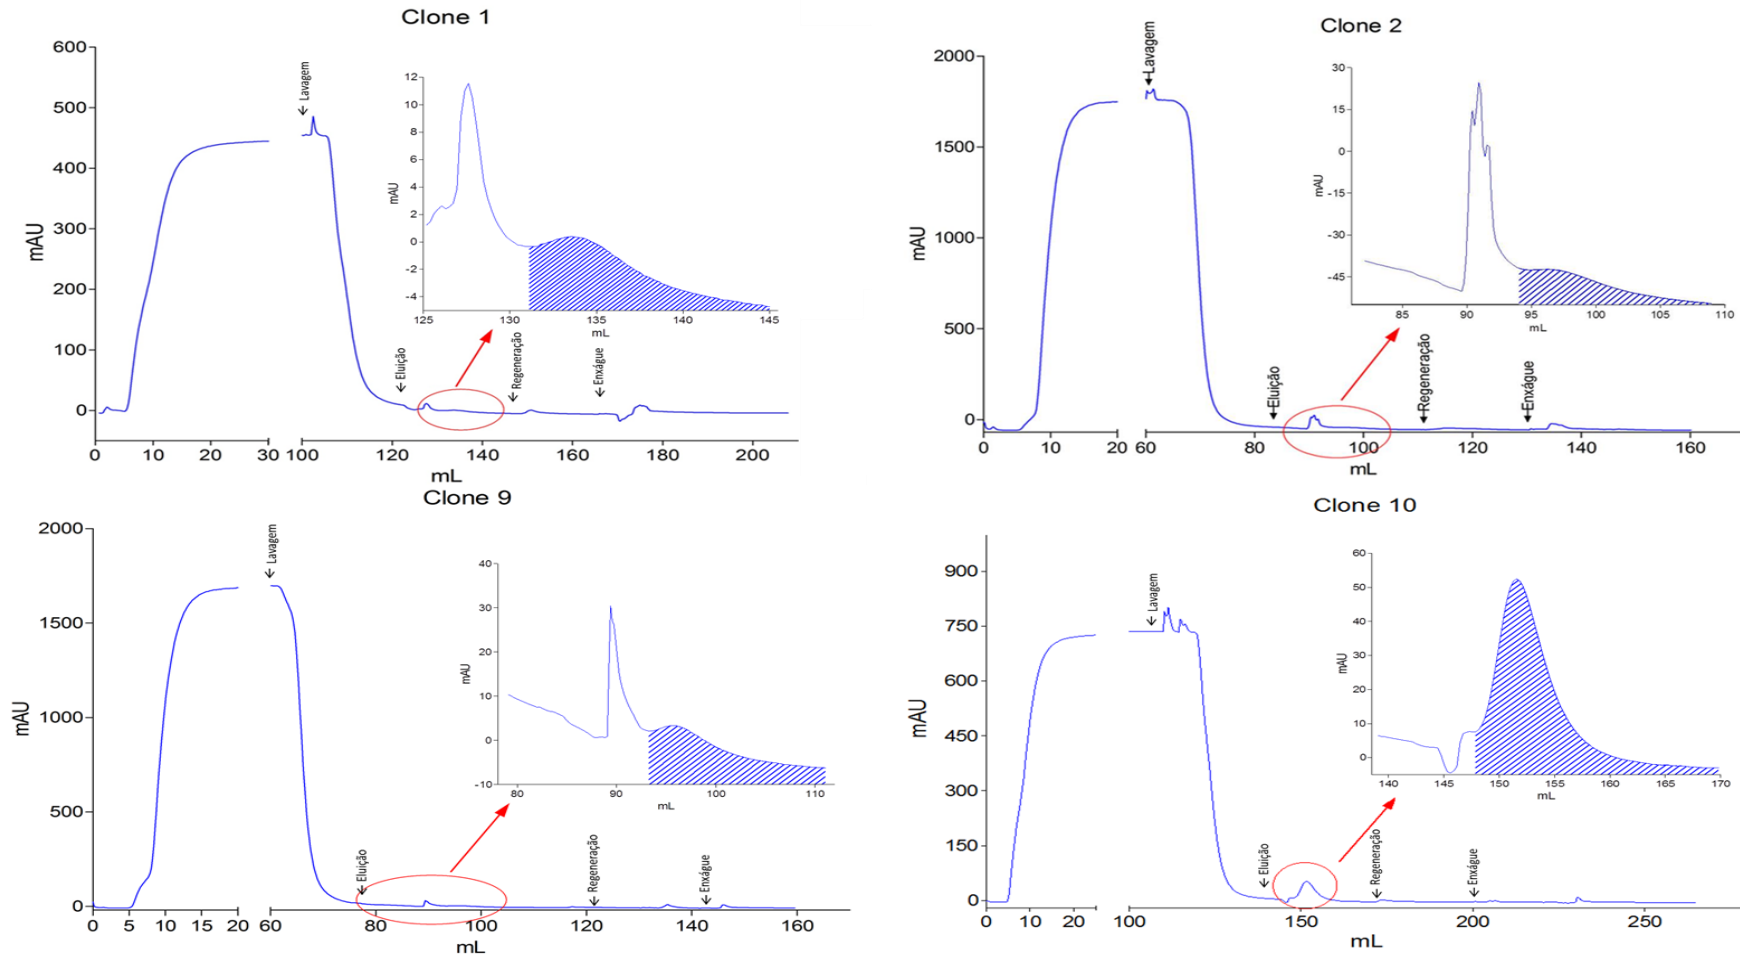 Clone 1
600
500
400
300
200
100
0
mAU
Lavagem
Eluição
Regeneração
Enxágue
0 10 20 30 100 120 140 160 180 200
mL
12
10
8
6
4
2
0
-2
-4
mAU
125 130 135 140 145
mL
Clone 2
2000
1500
1000
500
0
mAU
Lavagem
Eluição
Regeneração
Enxágue
0 10 20 60 80 100 120 140 160
mL
30
15
0
-15
-30
-45
mAU
85 90 95 100 105 110
mL
Clone 9
2000
1500
1000
500
0
mAU
Lavagem
Eluição
Regeneração
Enxágue
0 5 10 15 20 60 80 100 120 140 160
mL
40
30
20
10
0
-10
mAU
80 90 100 110
mL
Clone 10
900
750
600
450
300
150
0
mAU
Lavagem
Eluição
Regeneração
Enxágue
0 10 20 100 150 200 250
mL
60
50
40
30
20
10
0
mAU
140 145 150 155 160 165 170
mL